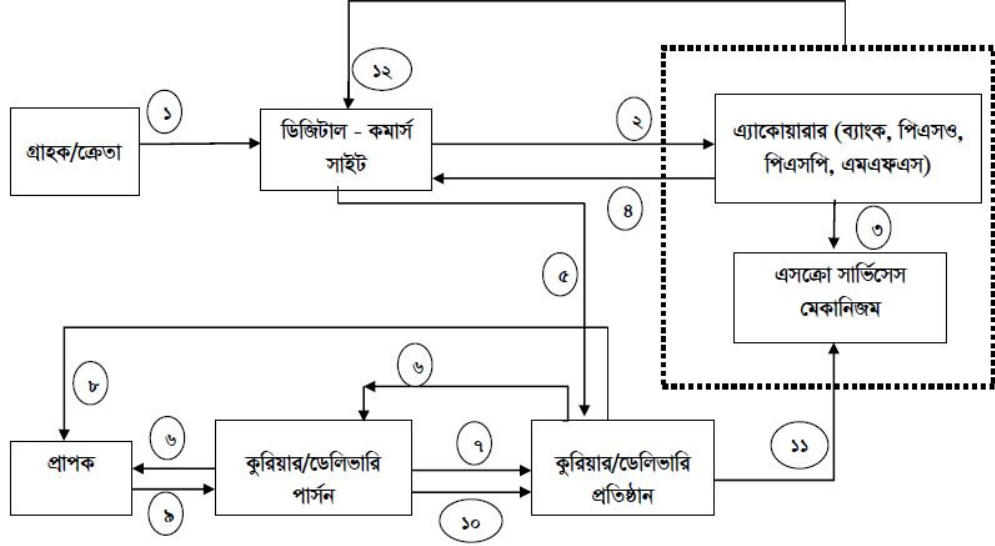 ১২
১
গ্রাহক/ক্রেতা
ডিজিটাল - কমার্স
সাইট
২
এ্যাকোয়ারার (ব্যাংক, পিএসও,
পিএসপি, এমএফএস)
৪
৩
৫
এসক্রো সার্ভিসেস
মেকানিজম
৮
৬
প্রাপক
৬
কুরিয়ার/ডেলিভারি
পার্সন
৭
কুরিয়ার/ডেলিভারি
প্রতিষ্ঠান
১১
৯
১০